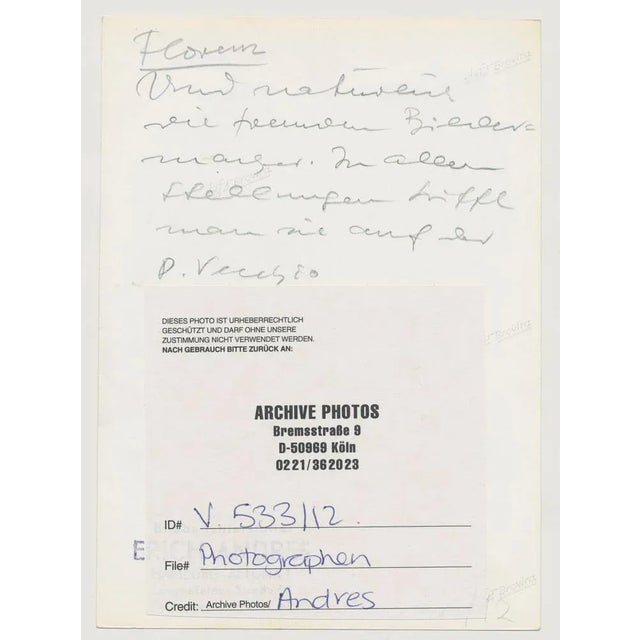 Florenz
Und natürlich
die fremden Bilder-
macher. In allen
Stellungen trifft
man sie auf der
P. Vecchio
DIESES PHOTO IST URHEBERRECHTLICH
GESCHÜTZT UND DARF OHNE UNSERE
ZUSTIMMUNG NICHT VERWENDET WERDEN.
NACH GEBRAUCH BITTE ZURÜCK AN:
ARCHIVE PHOTOS
Bremsstraße 9
D-50969 Köln
0221/362023
ID# V. 533/12.
File# Photographen
Credit: Archive Photos/ Andres